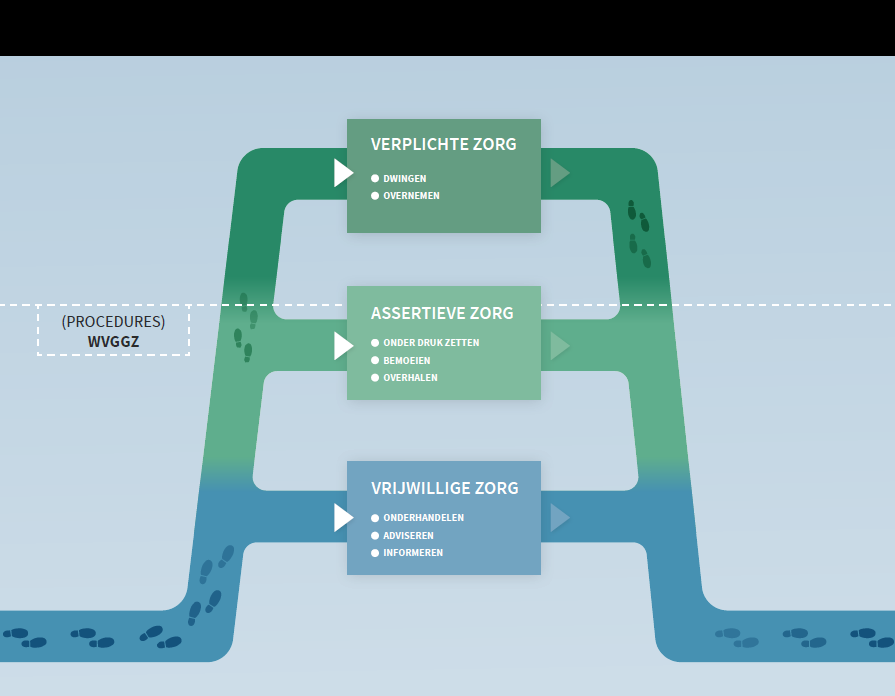 VERPLICHTE ZORG
DWINGEN
OVERNEMEN
(PROCEDURES)
WVGGZ
ASSERTIEVE ZORG
ONDER DRUK ZETTEN
BEMOEIEN
OVERHALEN
VRIJWILLIGE ZORG
ONDERHANDELEN
ADVISEREN
INFORMEREN